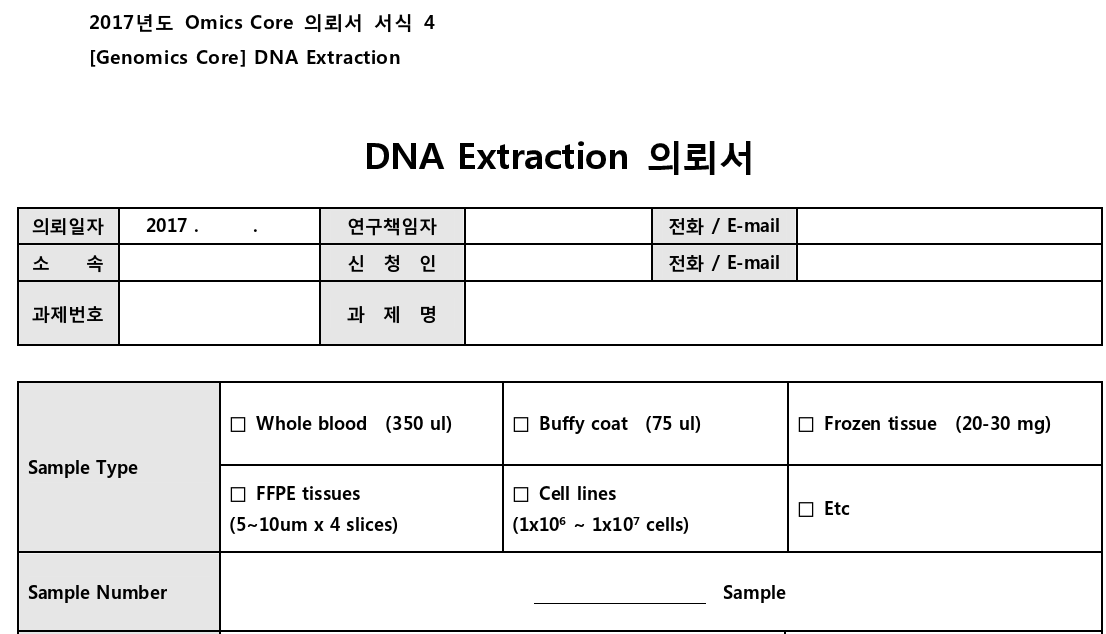 2017년도 Omics Core 의뢰서 서식 4
[Genomics Core] DNA Extraction
DNA Extraction 의뢰서
의뢰일자 2017 . . 연구책임자 전화 / E-mail
소 속 신 청 인 전화 / E-mail
과제번호 과 제 명
Sample Type
□ Whole blood (350 ul) □ Buffy coat (75 ul) □ Frozen tissue (20-30 mg)
□ FFPE tissues □ Cell lines □ Etc
(5~10um x 4 slices) (1x10⁶ ~ 1x10⁷ cells)
Sample Number ________________ Sample